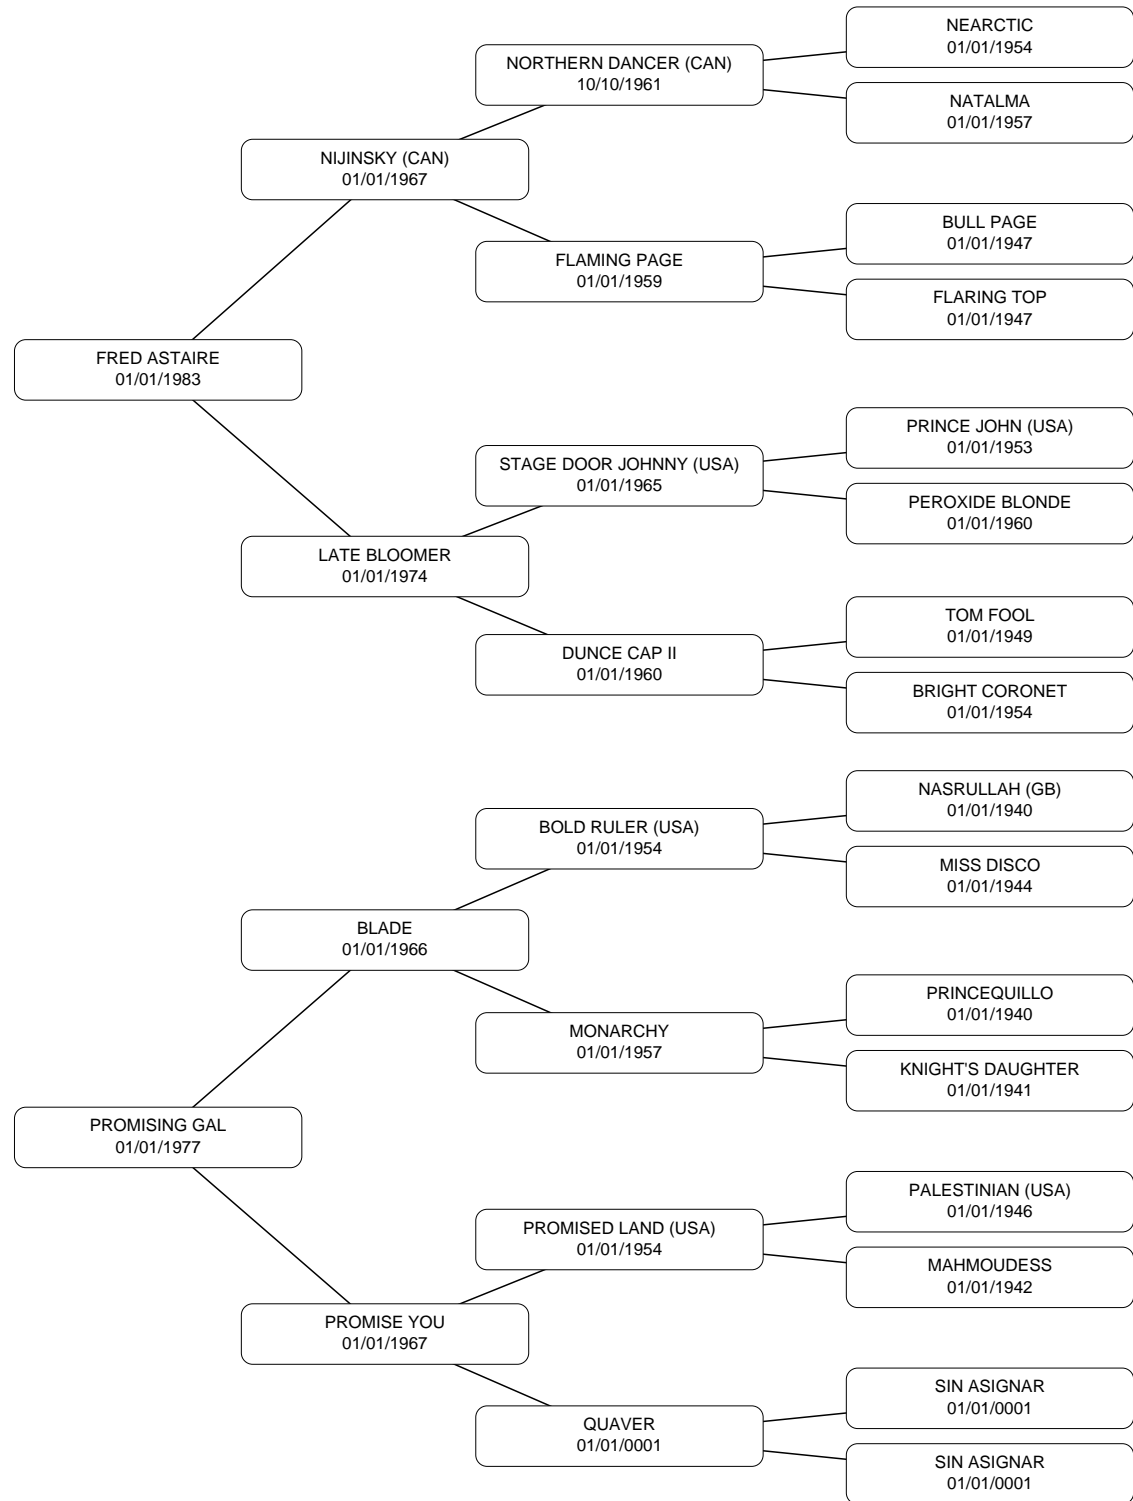 NEARCTIC
01/01/1954
NORTHERN DANCER (CAN)
10/10/1961
NATALMA
01/01/1957
NIJINSKY (CAN)
01/01/1967
BULL PAGE
01/01/1947
FLAMING PAGE
01/01/1959
FLARING TOP
01/01/1947
FRED ASTAIRE
01/01/1983
PRINCE JOHN (USA)
01/01/1953
STAGE DOOR JOHNNY (USA)
01/01/1965
PEROXIDE BLONDE
01/01/1960
LATE BLOOMER
01/01/1974
TOM FOOL
01/01/1949
DUNCE CAP II
01/01/1960
BRIGHT CORONET
01/01/1954
NASRULLAH (GB)
01/01/1940
BOLD RULER (USA)
01/01/1954
MISS DISCO
01/01/1944
BLADE
01/01/1966
PRINCEQUILLO
01/01/1940
MONARCHY
01/01/1957
KNIGHT'S DAUGHTER
01/01/1941
PROMISING GAL
01/01/1977
PALESTINIAN (USA)
01/01/1946
PROMISED LAND (USA)
01/01/1954
MAHMOUDESS
01/01/1942
PROMISE YOU
01/01/1967
SIN ASIGNAR
01/01/0001
QUAVER
01/01/0001
SIN ASIGNAR
01/01/0001